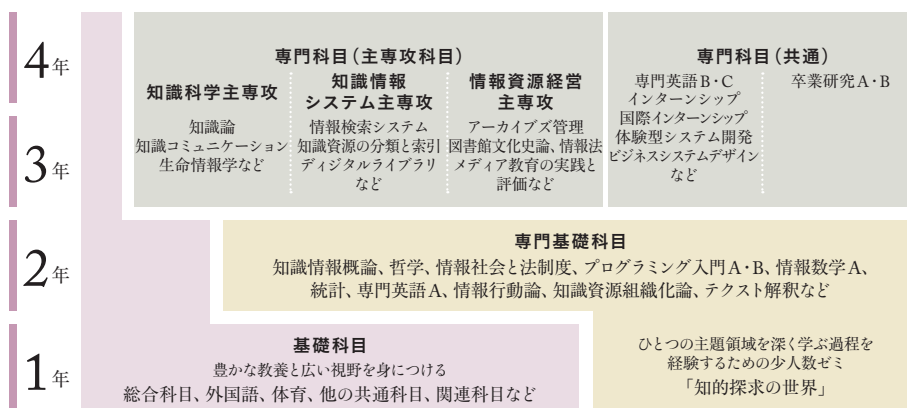 4年
専門科目（主専攻科目）
知識科学主専攻
知識論
知識コミュニケーション
生命情報学など
知識情報
システム主専攻
情報検索システム
知識資源の分類と索引
ディジタルライブラリ
など
情報資源経営
主専攻
アーカイブズ管理
図書館文化史論、情報法
メディア教育の実践と
評価など
専門科目（共通）
専門英語B・C
インターンシップ
国際インターンシップ
体験型システム開発
ビジネスシステムデザイン
など
卒業研究A・B
3年
2年
専門基礎科目
知識情報概論、哲学、情報社会と法制度、プログラミング入門A・B、情報数学A、
統計、専門英語A、情報行動論、知識資源組織化論、テクスト解釈など
1年
基礎科目
豊かな教養と広い視野を身につける
総合科目、外国語、体育、他の共通科目、関連科目など
ひとつの主題領域を深く学ぶ過程を
経験するための少人数ゼミ
「知的探求の世界」